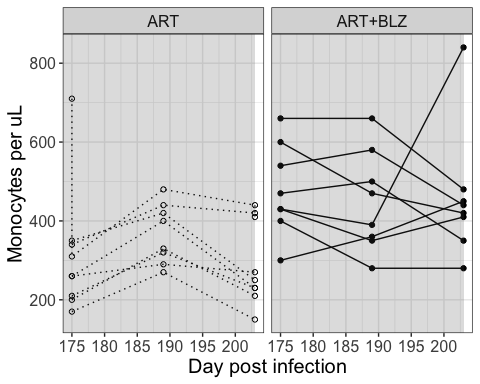 ART ART+BLZ
Monocytes per uL
800
600
400
200
175 180 185 190 195 200 175 180 185 190 195 200
Day post infection